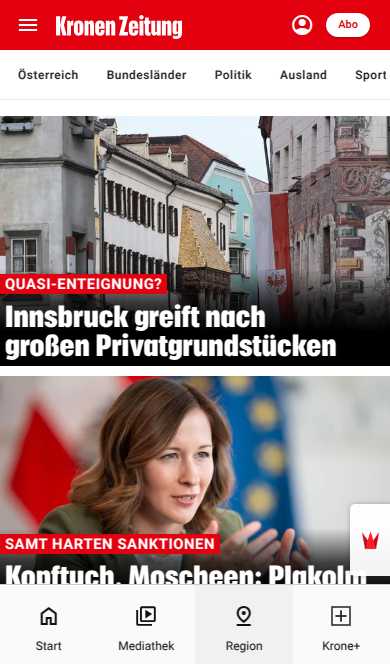 Kronen Zeitung
Abo
Österreich Bundesländer Politik Ausland Sport
QUASI-ENTEIGNUNG?
Innsbruck greift nach
großen Privatgrundstücken
SAMT HARTEN SANKTIONEN
Kopftuch, Moscheen: Plakolm
Start Mediathek Region Krone+